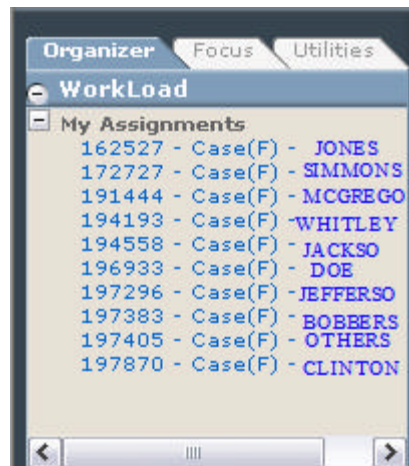 Organizer Focus Utilities
WorkLoad
My Assignments
162527 - Case(F) - JONES
172727 - Case(F) - SIMMONS
191444 - Case(F) - MCGREGO
194193 - Case(F) - WHITLEY
194558 - Case(F) - JACKSO
196933 - Case(F) - DOE
197296 - Case(F) - JEFFERSO
197383 - Case(F) - BOBBERS
197405 - Case(F) - OTHERS
197870 - Case(F) - CLINTON